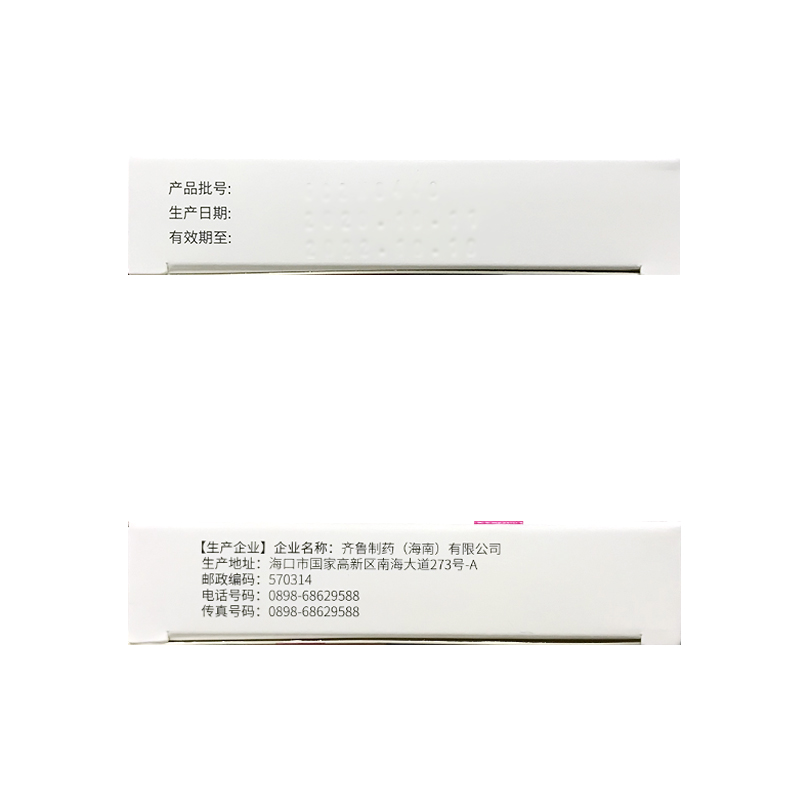 产品批号:
生产日期:
有效期至:
【生产企业】企业名称：齐鲁制药（海南）有限公司
生产地址：海口市国家高新区南海大道273号-A
邮政编码：570314
电话号码：0898-68629588
传真号码：0898-68629588